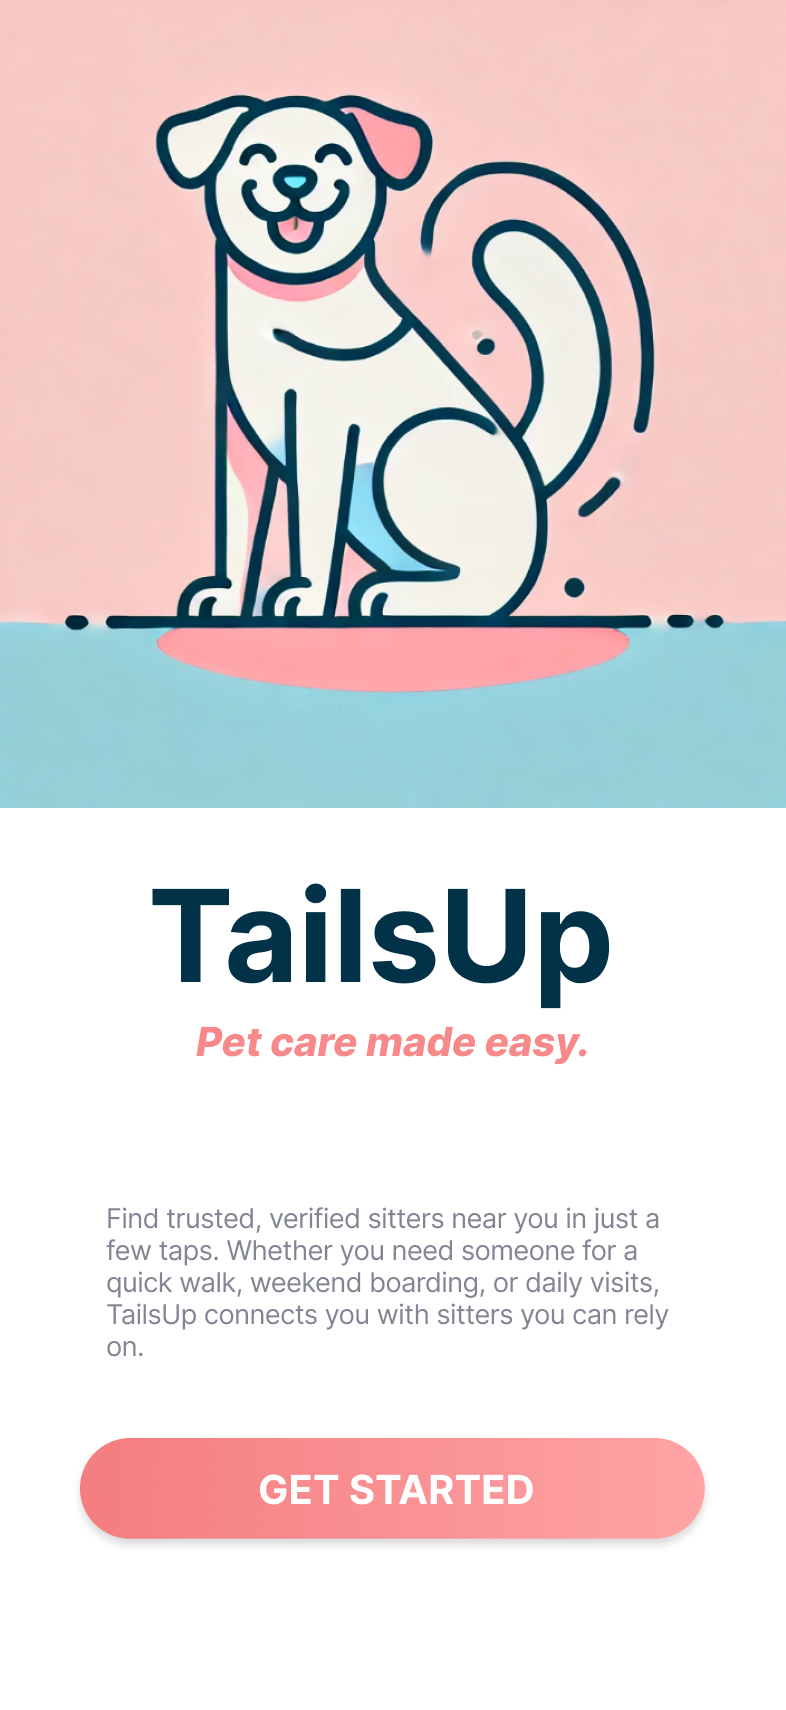 TailsUp
Pet care made easy.
Find trusted, verified sitters near you in just a
few taps. Whether you need someone for a
quick walk, weekend boarding, or daily visits,
TailsUp connects you with sitters you can rely
on.
GET STARTED